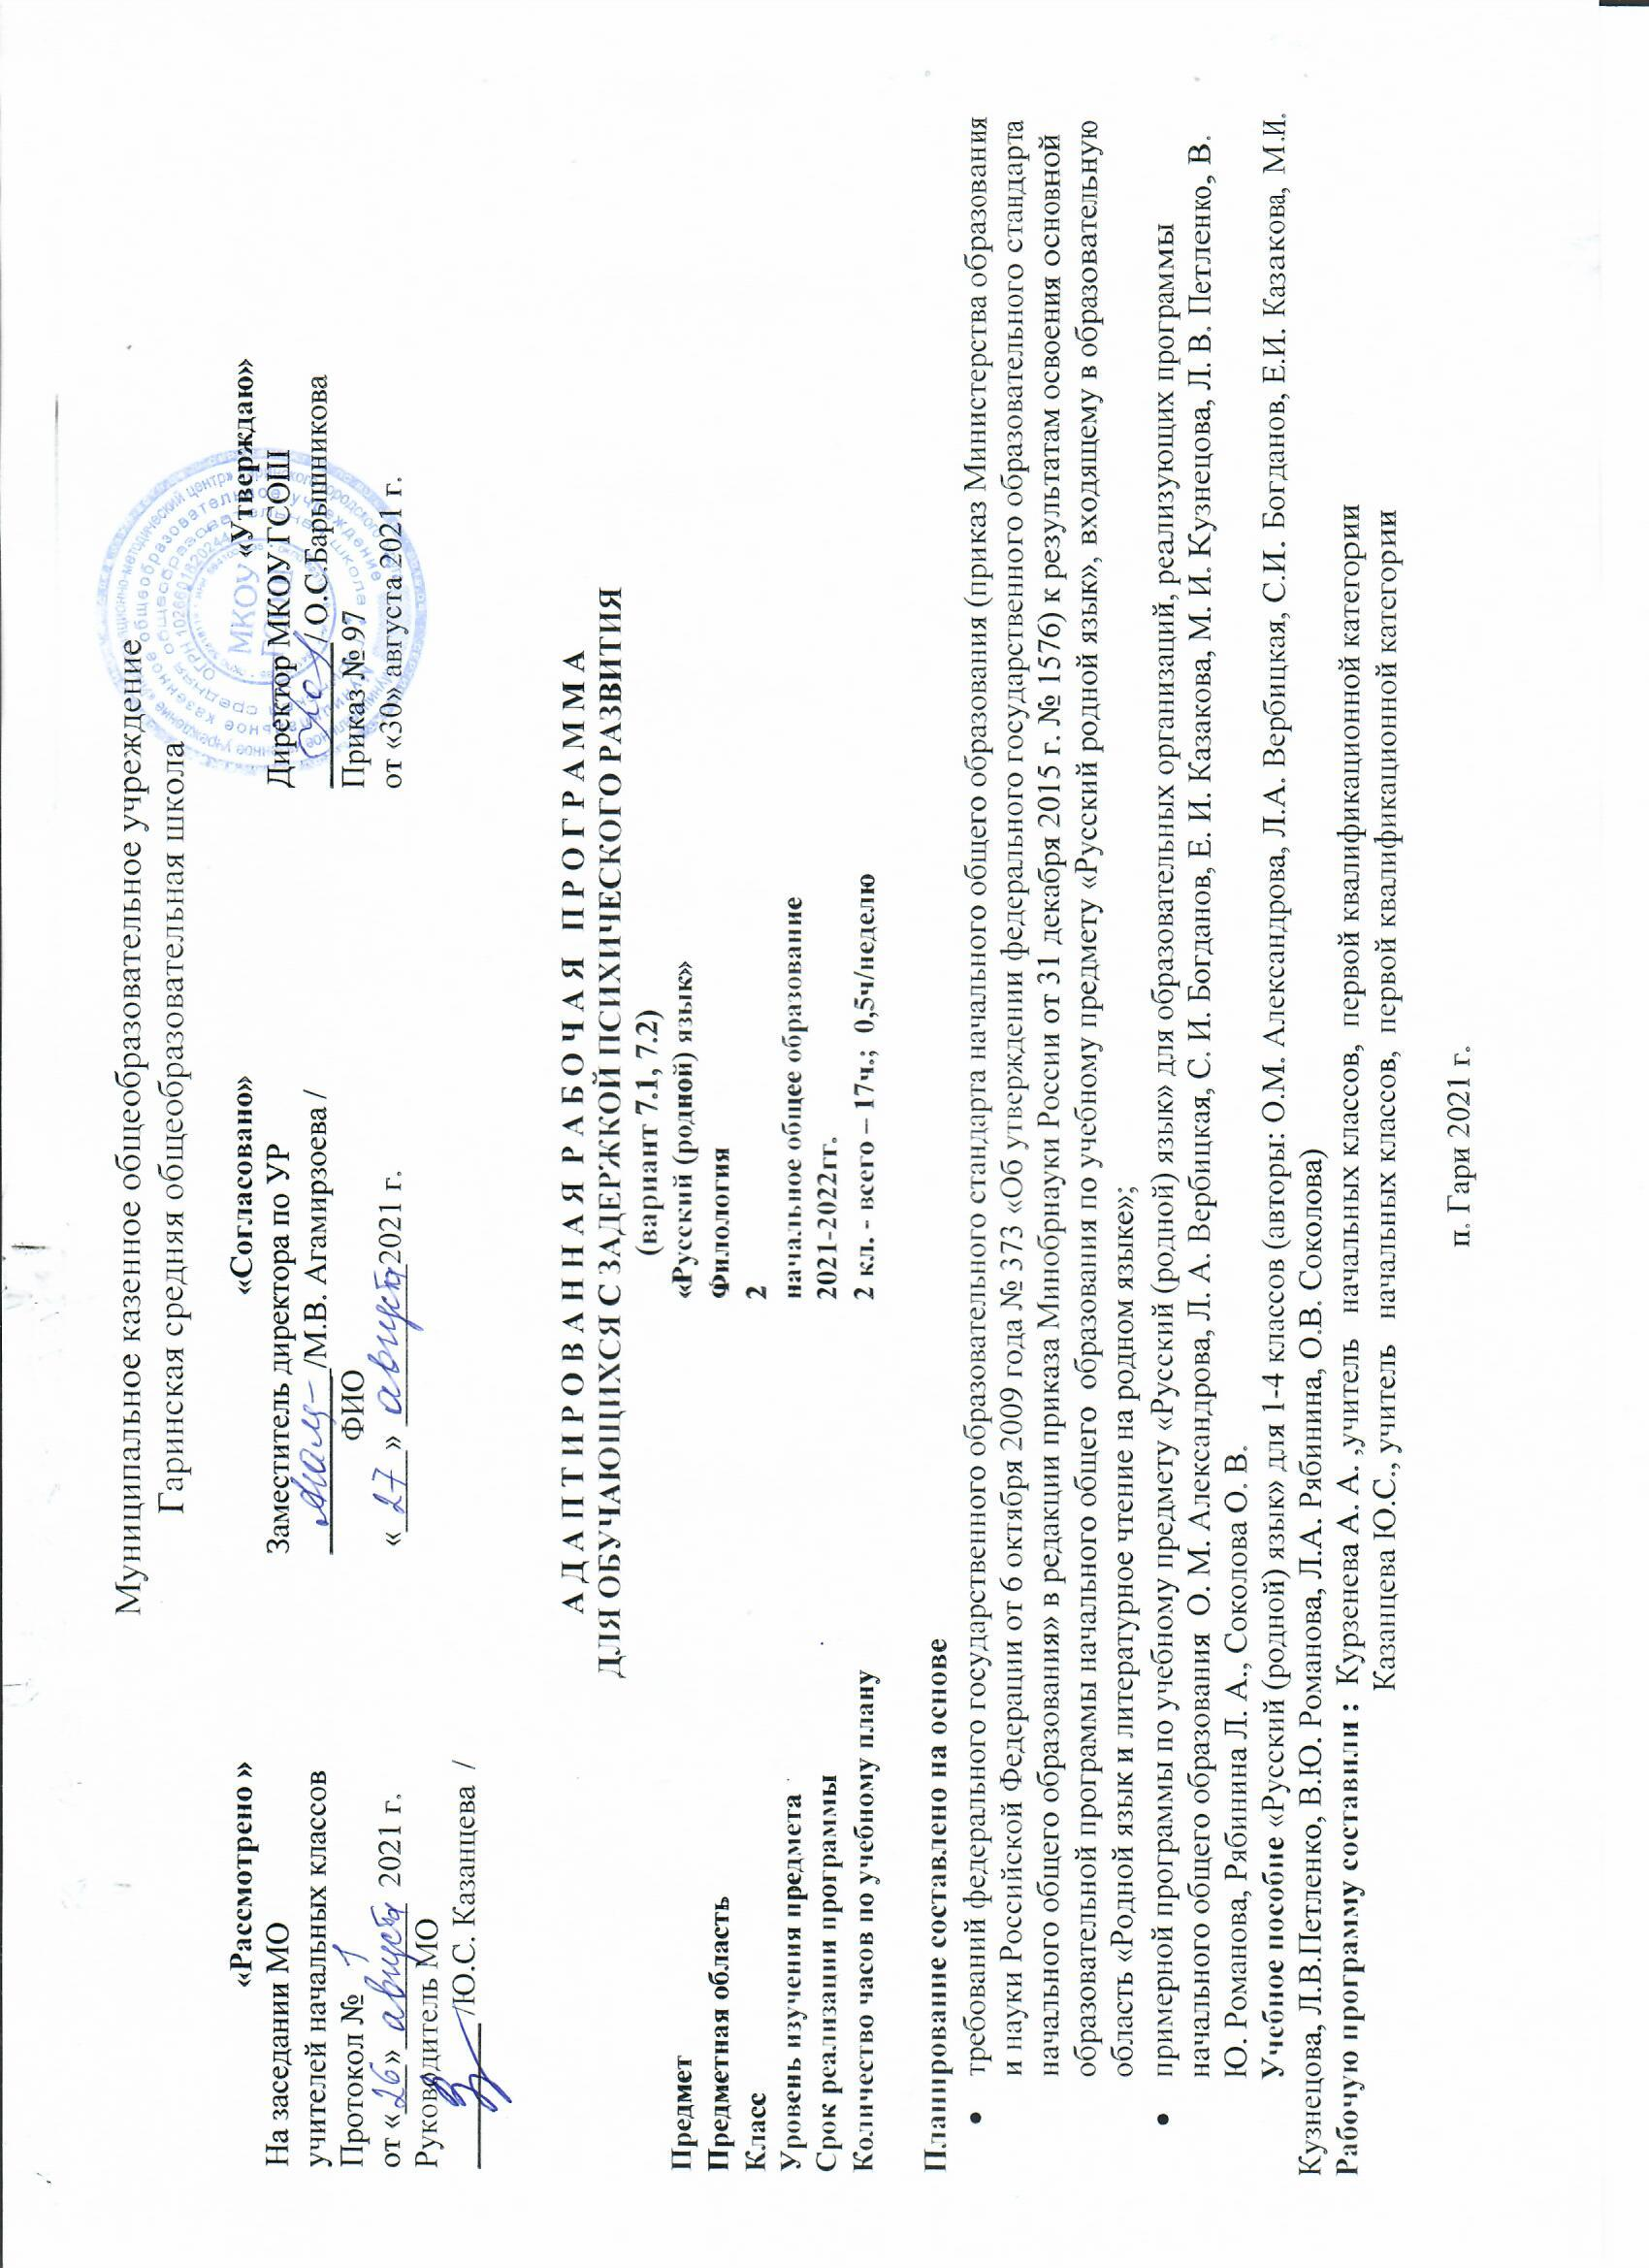 Муниципальное казенное общеобразовательное учреждение
Гаринская средняя общеобразовательная школа
«Рассмотрено »
На заседании МО
учителей начальных классов
Протокол № 1
от «26» августа 2021 г.
Руководитель МО
/Ю.С. Казанцева /
«Согласовано»
Заместитель директора по УР
/М.В. Агамирзоева /
ФИО
« 27 » августа 2021 г.
«Утверждаю»
Директор МКОУ ГСОШ
/ О.С.Барышникова
Приказ № 97
от «30» августа 2021 г.
МКОУ
А Д А П Т И Р О В А Н Н А Я Р А Б О Ч А Я П Р О Г Р А М М А
ДЛЯ ОБУЧАЮЩИХСЯ С ЗАДЕРЖКОЙ ПСИХИЧЕСКОГО РАЗВИТИЯ
(вариант 7.1, 7.2)
Предмет «Русский (родной) язык»
Предметная область Филология
Класс 2
Уровень изучения предмета начальное общее образование
Срок реализации программы 2021-2022гг.
Количество часов по учебному плану 2 кл. - всего – 17ч.; 0,5ч/неделю
Планирование составлено на основе
• требований федерального государственного образовательного стандарта начального общего образования (приказ Министерства образования
и науки Российской Федерации от 6 октября 2009 года № 373 «Об утверждении федерального государственного образовательного стандарта
начального общего образования» в редакции приказа Минобрнауки России от 31 декабря 2015 г. № 1576) к результатам освоения основной
образовательной программы начального общего образования по учебному предмету «Русский родной язык», входящему в образовательную
область «Родной язык и литературное чтение на родном языке»;
• примерной программы по учебному предмету «Русский (родной) язык» для образовательных организаций, реализующих программы
начального общего образования О. М. Александрова, Л. А. Вербицкая, С. И. Богданов, Е. И. Казакова, М. И. Кузнецова, Л. В. Петленко, В.
Ю. Романова, Рябинина Л. А., Соколова О. В.
Учебное пособие «Русский (родной) язык» для 1-4 классов (авторы: О.М. Александрова, Л.А. Вербицкая, С.И. Богданов, Е.И. Казакова, М.И.
Кузнецова, Л.В.Петленко, В.Ю. Романова, Л.А. Рябинина, О.В. Соколова)
Рабочую программу составили : Курзенева А. А. ,учитель начальных классов, первой квалификационной категории
Казанцева Ю.С., учитель начальных классов, первой квалификационной категории
п. Гари 2021 г.